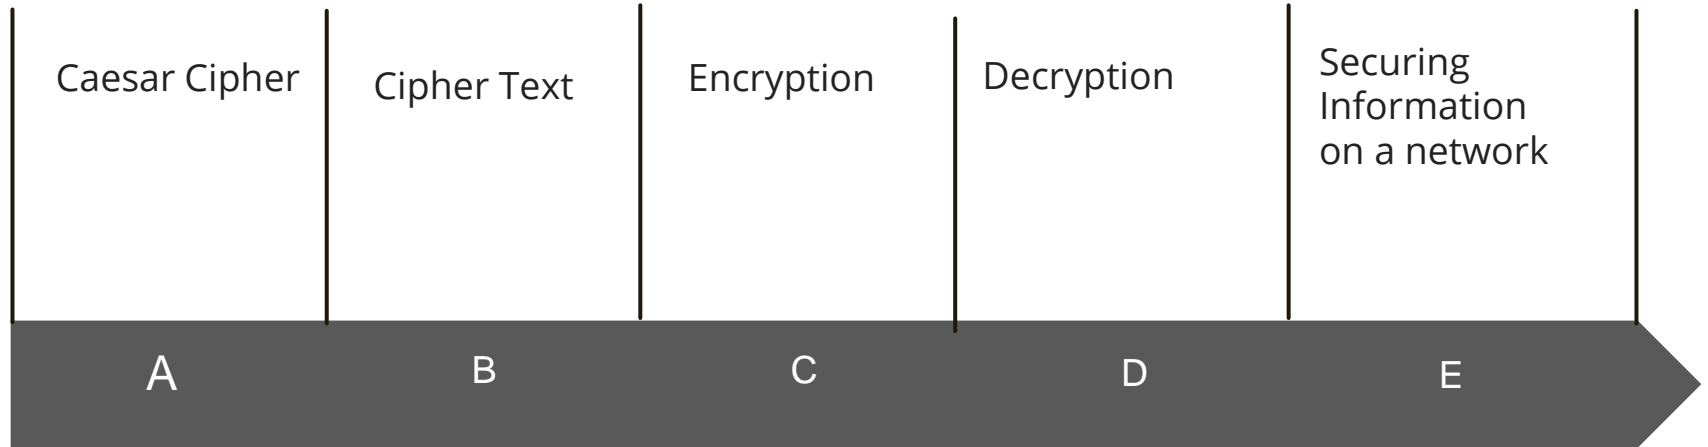 Caesar Cipher
Cipher Text
Encryption
Decryption
Securing
Information
on a network
A
B
C
D
E